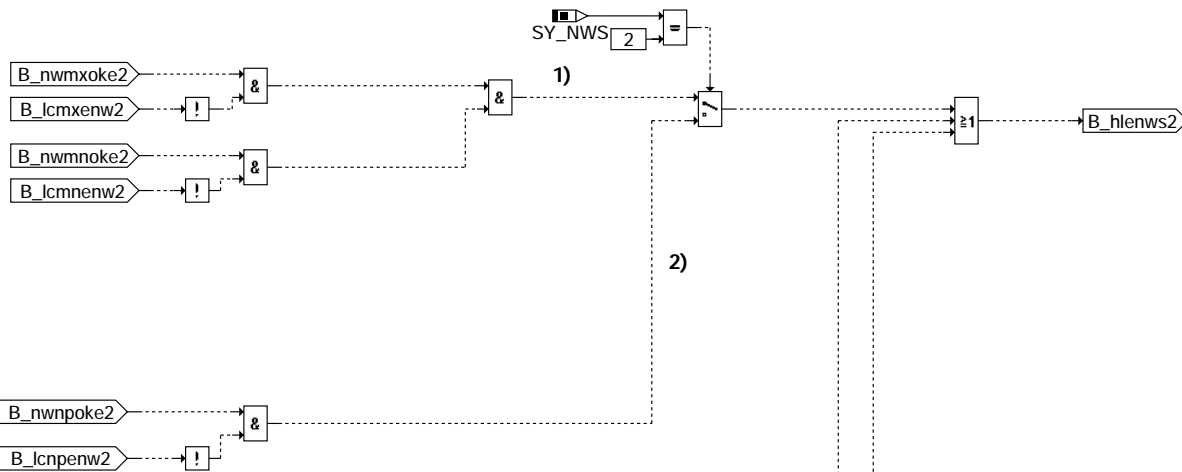 SY_NWS
2
=
B_nwmxoke2
&
1)
B_lcmxenw2
!
&
≥1
B_hlenws2
B_nwmnoke2
&
B_lcmnenw2
!
2)
B_nwnpoke2
&
B_lcnpenw2
!